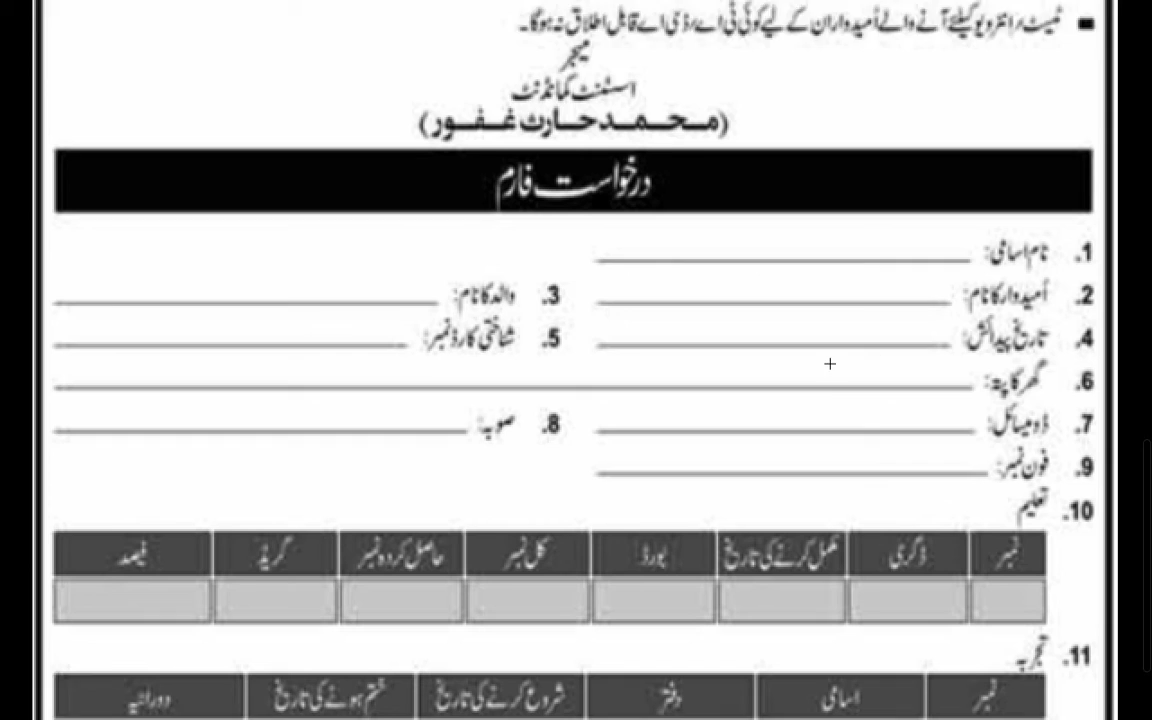 ▪ ٹیسٹ/انٹرویو کیلئے آنے والے اُمیدواران کے لیے کوئی ٹی اے/ڈی اے قابل اطلاق نہ ہوگا۔
میجر
اسسٹنٹ کمانڈنٹ
(محمد حارث غفور)
درخواست فارم
1. نام اسامی:
2. اُمیدوار کا نام: 3. والد کا نام:
4. تاریخ پیدائش: 5. شناختی کارڈ نمبر:
6. گھر کا پتہ:
7. ڈومیسائل: 8. صوبہ:
9. فون نمبر:
10. تعلیم
نمبر ڈگری مکمل کرنے کی تاریخ بورڈ کل نمبر حاصل کردہ نمبر گریڈ فیصد
11. تجربہ
نمبر اسامی دفتر شروع کرنے کی تاریخ ختم ہونے کی تاریخ دورانیہ